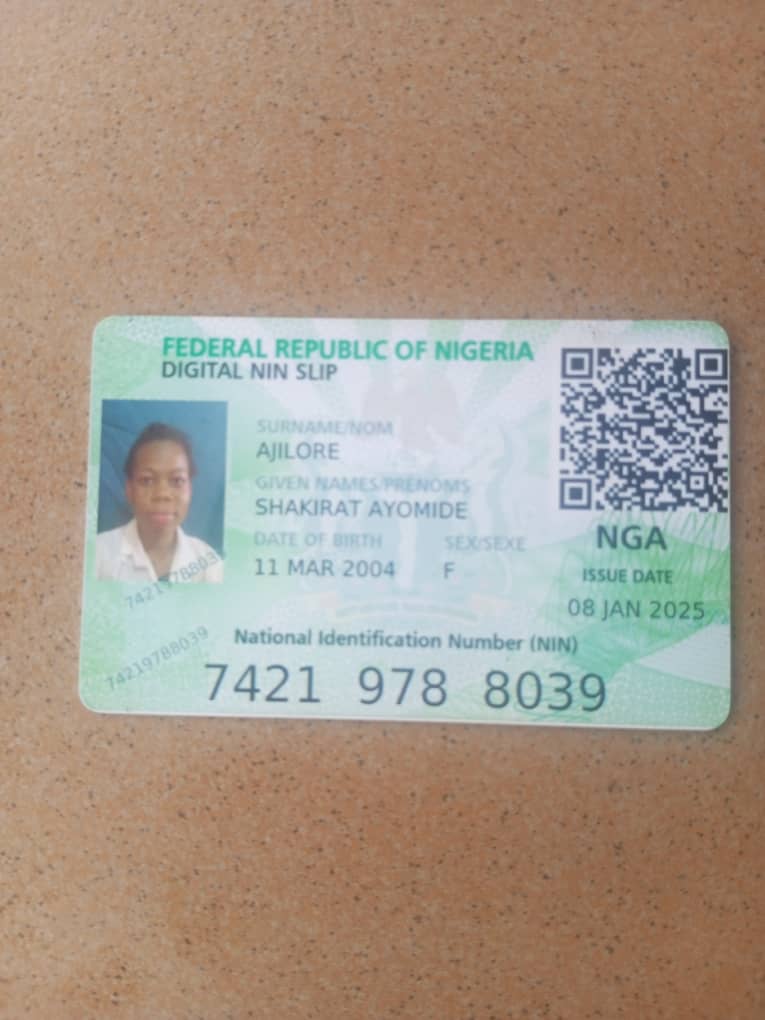 FEDERAL REPUBLIC OF NIGERIA
DIGITAL NIN SLIP
SURNAME/NOM
AJILORE
GIVEN NAMES/PRENOMS
SHAKIRAT AYOMIDE
DATE OF BIRTH SEX/SEXE
11 MAR 2004 F
NGA
ISSUE DATE
08 JAN 2025
74219788039
74219788039
National Identification Number (NIN)
7421 978 8039